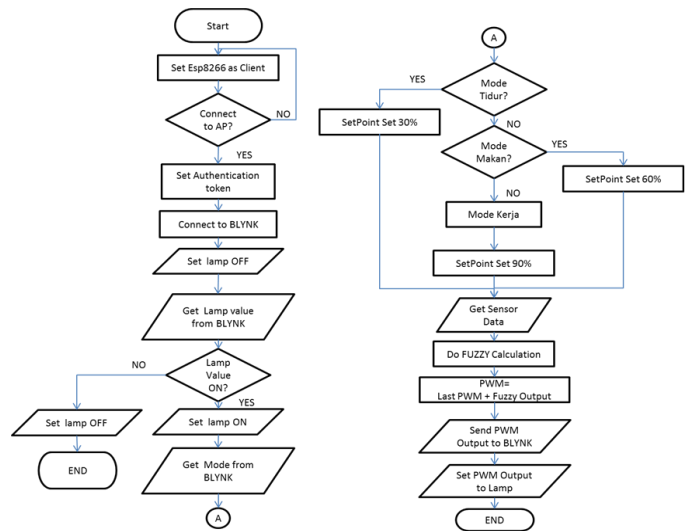 Start
Set Esp8266 as Client
Connect
to AP?
NO
YES
Set Authentication
token
Connect to BLYNK
Set lamp OFF
Get Lamp value
from BLYNK
Lamp
Value
ON?
NO
YES
Set lamp OFF
END
Set lamp ON
Get Mode from
BLYNK
A
A
Mode
Tidur?
YES
SetPoint Set 30%
NO
Mode
Makan?
YES
SetPoint Set 60%
NO
Mode Kerja
SetPoint Set 90%
Get Sensor
Data
Do FUZZY Calculation
PWM=
Last PWM + Fuzzy Output
Send PWM
Output to BLYNK
Set PWM Output
to Lamp
END